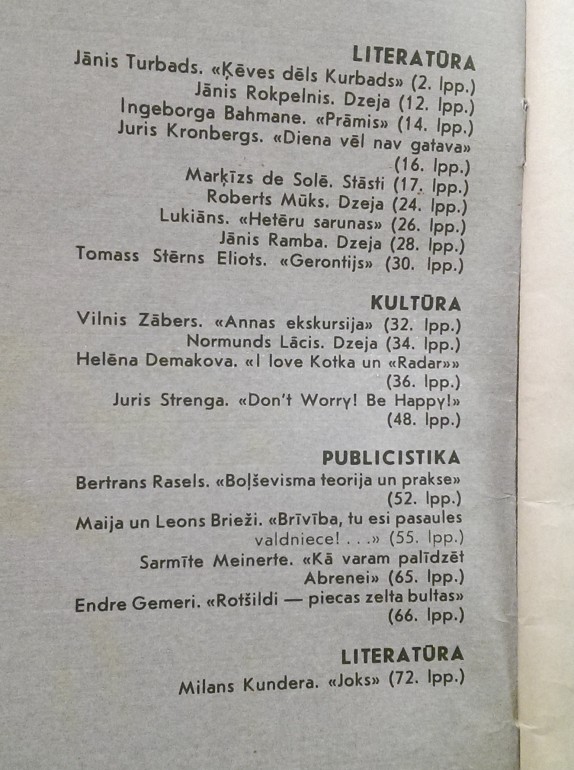 LITERATŪRA
Jānis Turbads. «Ķēves dēls Kurbads» (2. lpp.)
Jānis Rokpelnis. Dzeja (12. lpp.)
Ingeborga Bahmane. «Prāmis» (14. lpp.)
Juris Kronbergs. «Diena vēl nav gatava»
(16. lpp.)
Marķīzs de Solē. Stāsti (17. lpp.)
Roberts Mūks. Dzeja (24. lpp.)
Lukiāns. «Hetēru sarunas» (26. lpp.)
Jānis Ramba. Dzeja (28. lpp.)
Tomass Stērns Eliots. «Gerontijs» (30. lpp.)
KULTŪRA
Vilnis Zābers. «Annas ekskursija» (32. lpp.)
Normunds Lācis. Dzeja (34. lpp.)
Helēna Demakova. «I love Kotka un «Radar»»
(36. lpp.)
Juris Strenga. «Don't Worry! Be Happy!»
(48. lpp.)
PUBLICISTIKA
Bertrans Rasels. «Boļševisma teorija un prakse»
(52. lpp.)
Maija un Leons Brieži. «Brīvība, tu esi pasaules
valdniece! . . .» (55. lpp.)
Sarmīte Meinerte. «Kā varam palīdzēt
Abrenei» (65. lpp.)
Endre Gemeri. «Rotšildi — piecas zelta bultas»
(66. lpp.)
LITERATŪRA
Milans Kundera. «Joks» (72. lpp.)